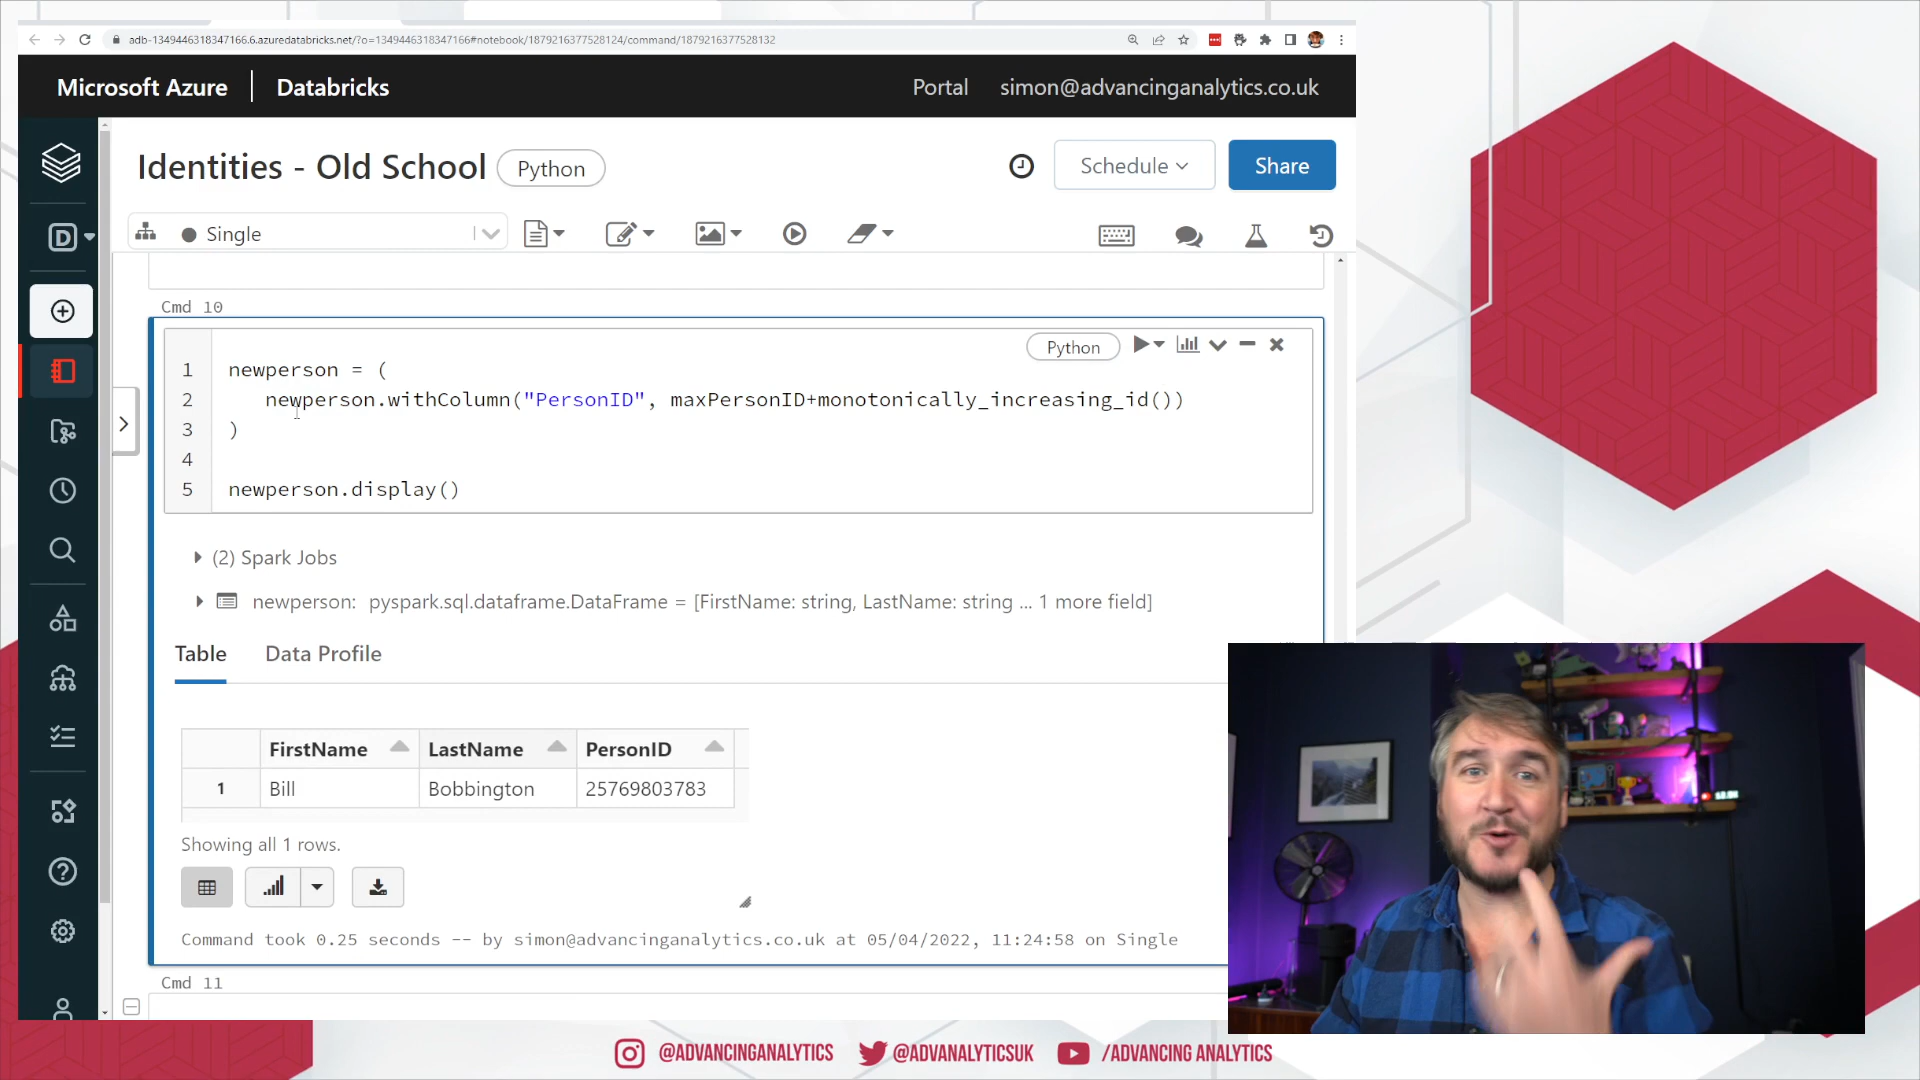 adb-1349446318347166.6.azuredatabricks.net/?o=1349446318347166#notebook/1879216377528124/command/1879216377528132
Microsoft Azure | Databricks
Portal
simon@advancinganalytics.co.uk
Identities - Old School
Python
Schedule
Share
D
Single
Cmd 10
Python
1 newperson = (
2 newperson.withColumn("PersonID", maxPersonID+monotonically_increasing_id())
3 )
4
5 newperson.display()
(2) Spark Jobs
newperson: pyspark.sql.dataframe.DataFrame = [FirstName: string, LastName: string ... 1 more field]
Table
Data Profile
FirstName LastName PersonID
1 Bill Bobbington 25769803783
Showing all 1 rows.
Command took 0.25 seconds -- by simon@advancinganalytics.co.uk at 05/04/2022, 11:24:58 on Single
Cmd 11
@ADVANCINGANALYTICS
@ADVANALYTICSUK
/ADVANCING ANALYTICS